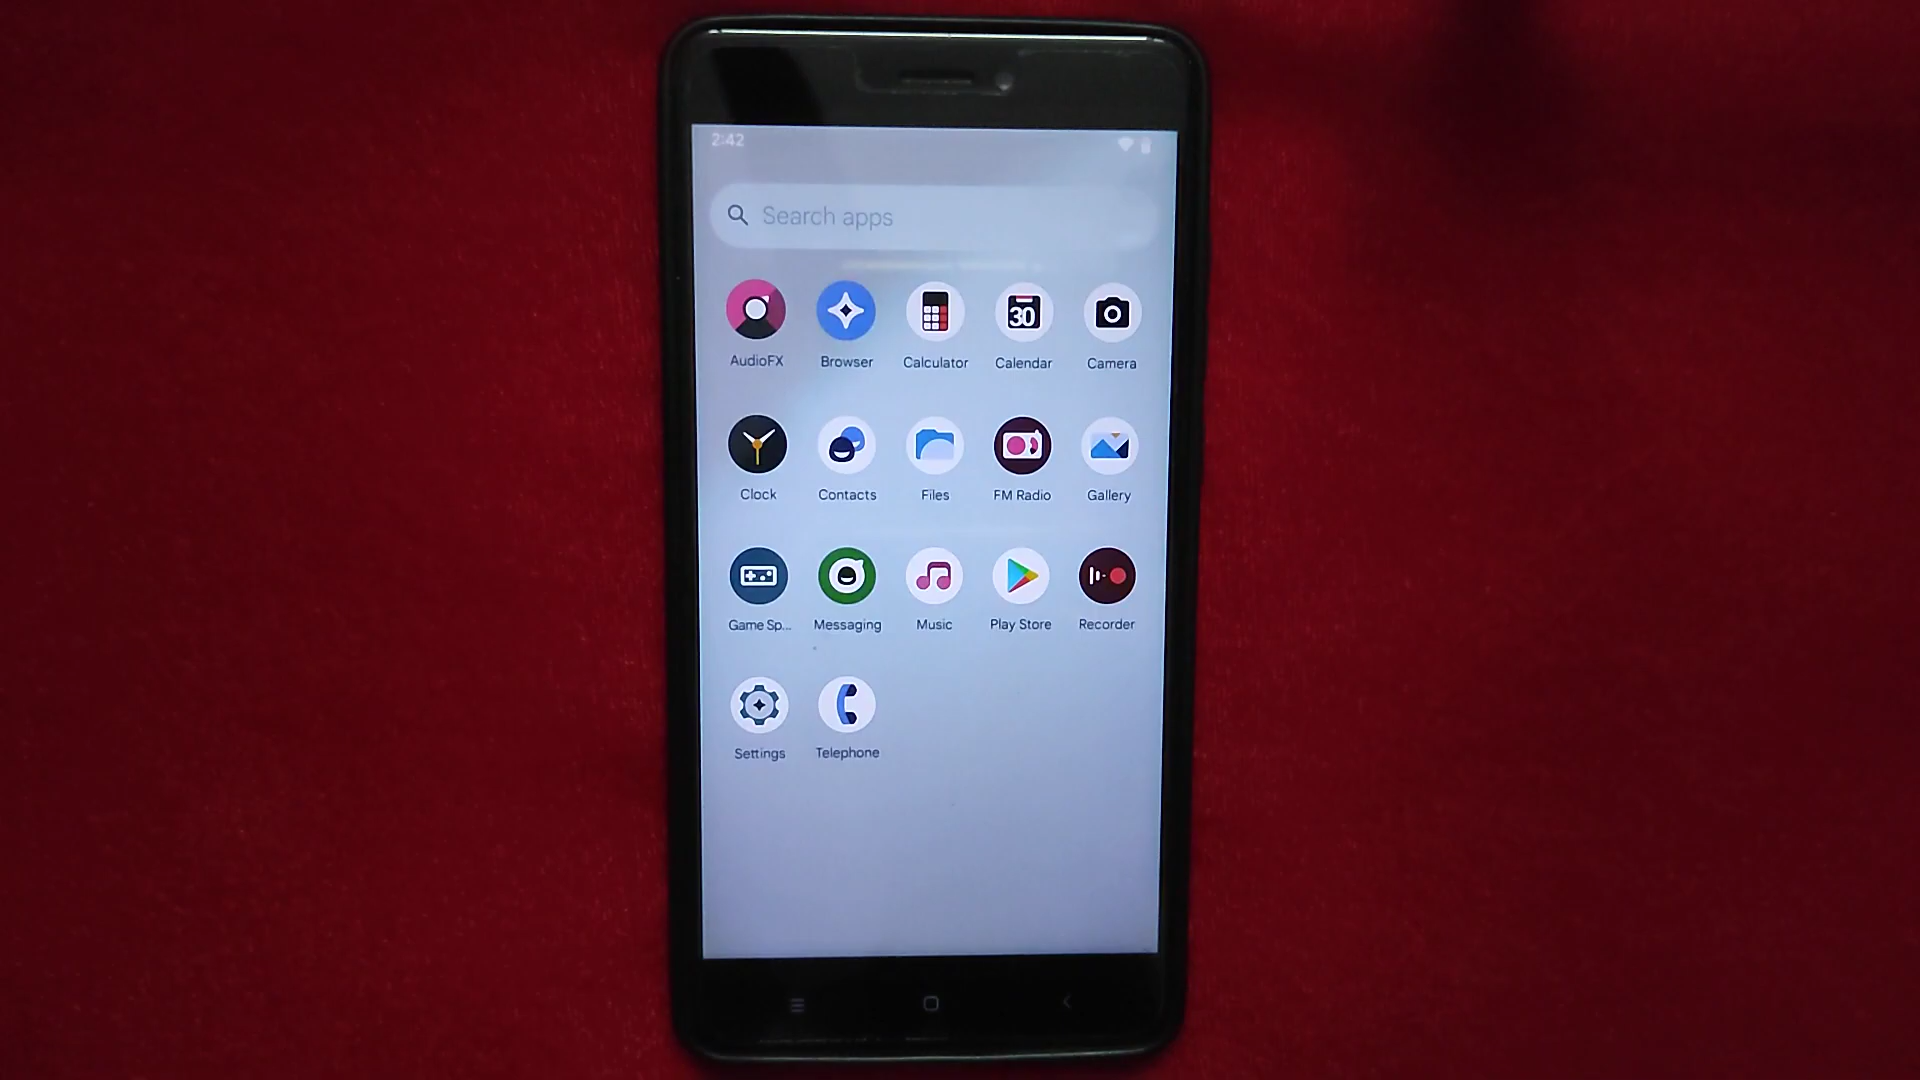 2:42
Search apps
AudioFX Browser Calculator Calendar Camera
30
Clock Contacts Files FM Radio Gallery
Game Sp... Messaging Music Play Store Recorder
Settings Telephone